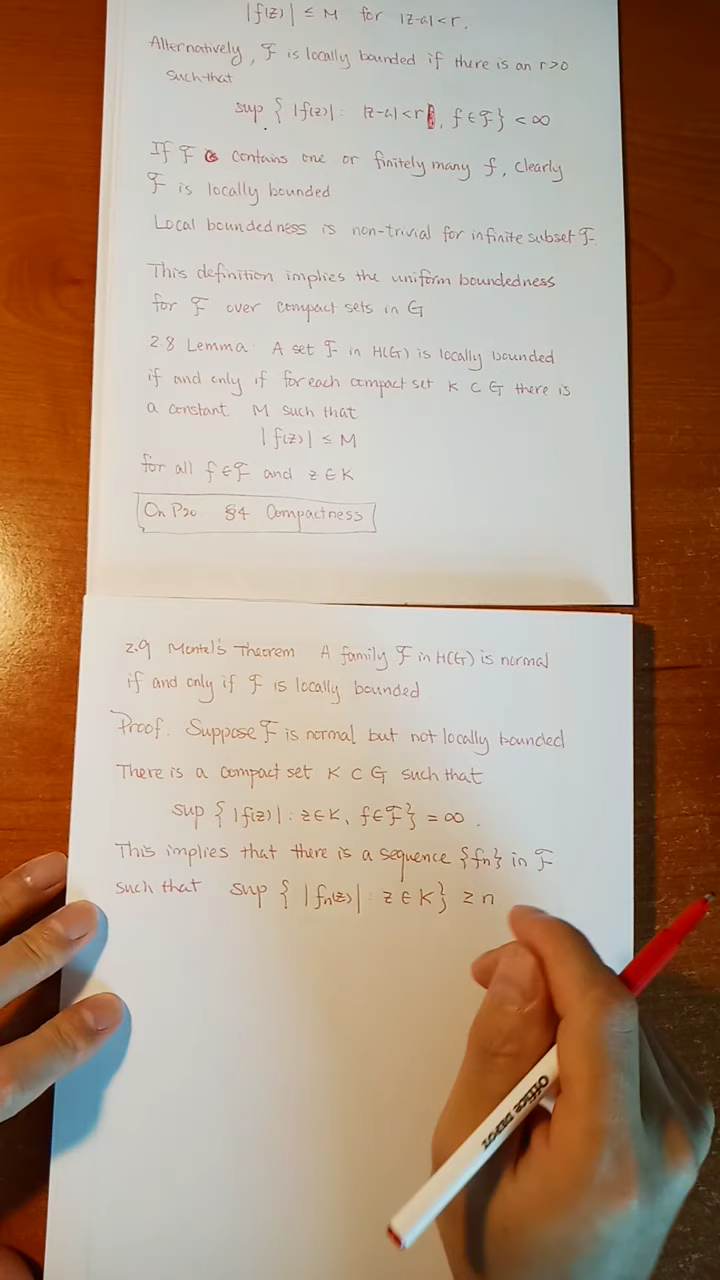 |f(z)| ≤ M for |z-a|<r.
Alternatively, F is locally bounded if there is an r>0
such that
sup { |f(z)| : |z-a|<r , f ∈ F } < ∞
If F contains one or finitely many f, clearly
F is locally bounded
Local boundedness is non-trivial for infinite subset F.
This definition implies the uniform boundedness
for F over compact sets in G
2.8 Lemma. A set F in H(G) is locally bounded
if and only if for each compact set K ⊂ G there is
a constant M such that
|f(z)| ≤ M
for all f ∈ F and z ∈ K
On P20 §4 Compactness
2.9 Montel's Theorem A family F in H(G) is normal
if and only if F is locally bounded
Proof. Suppose F is normal but not locally bounded
There is a compact set K ⊂ G such that
sup { |f(z)| : z ∈ K, f ∈ F } = ∞ .
This implies that there is a sequence {fn} in F
such that sup { |fn(z)| : z ∈ K } ≥ n
Office DEPOT